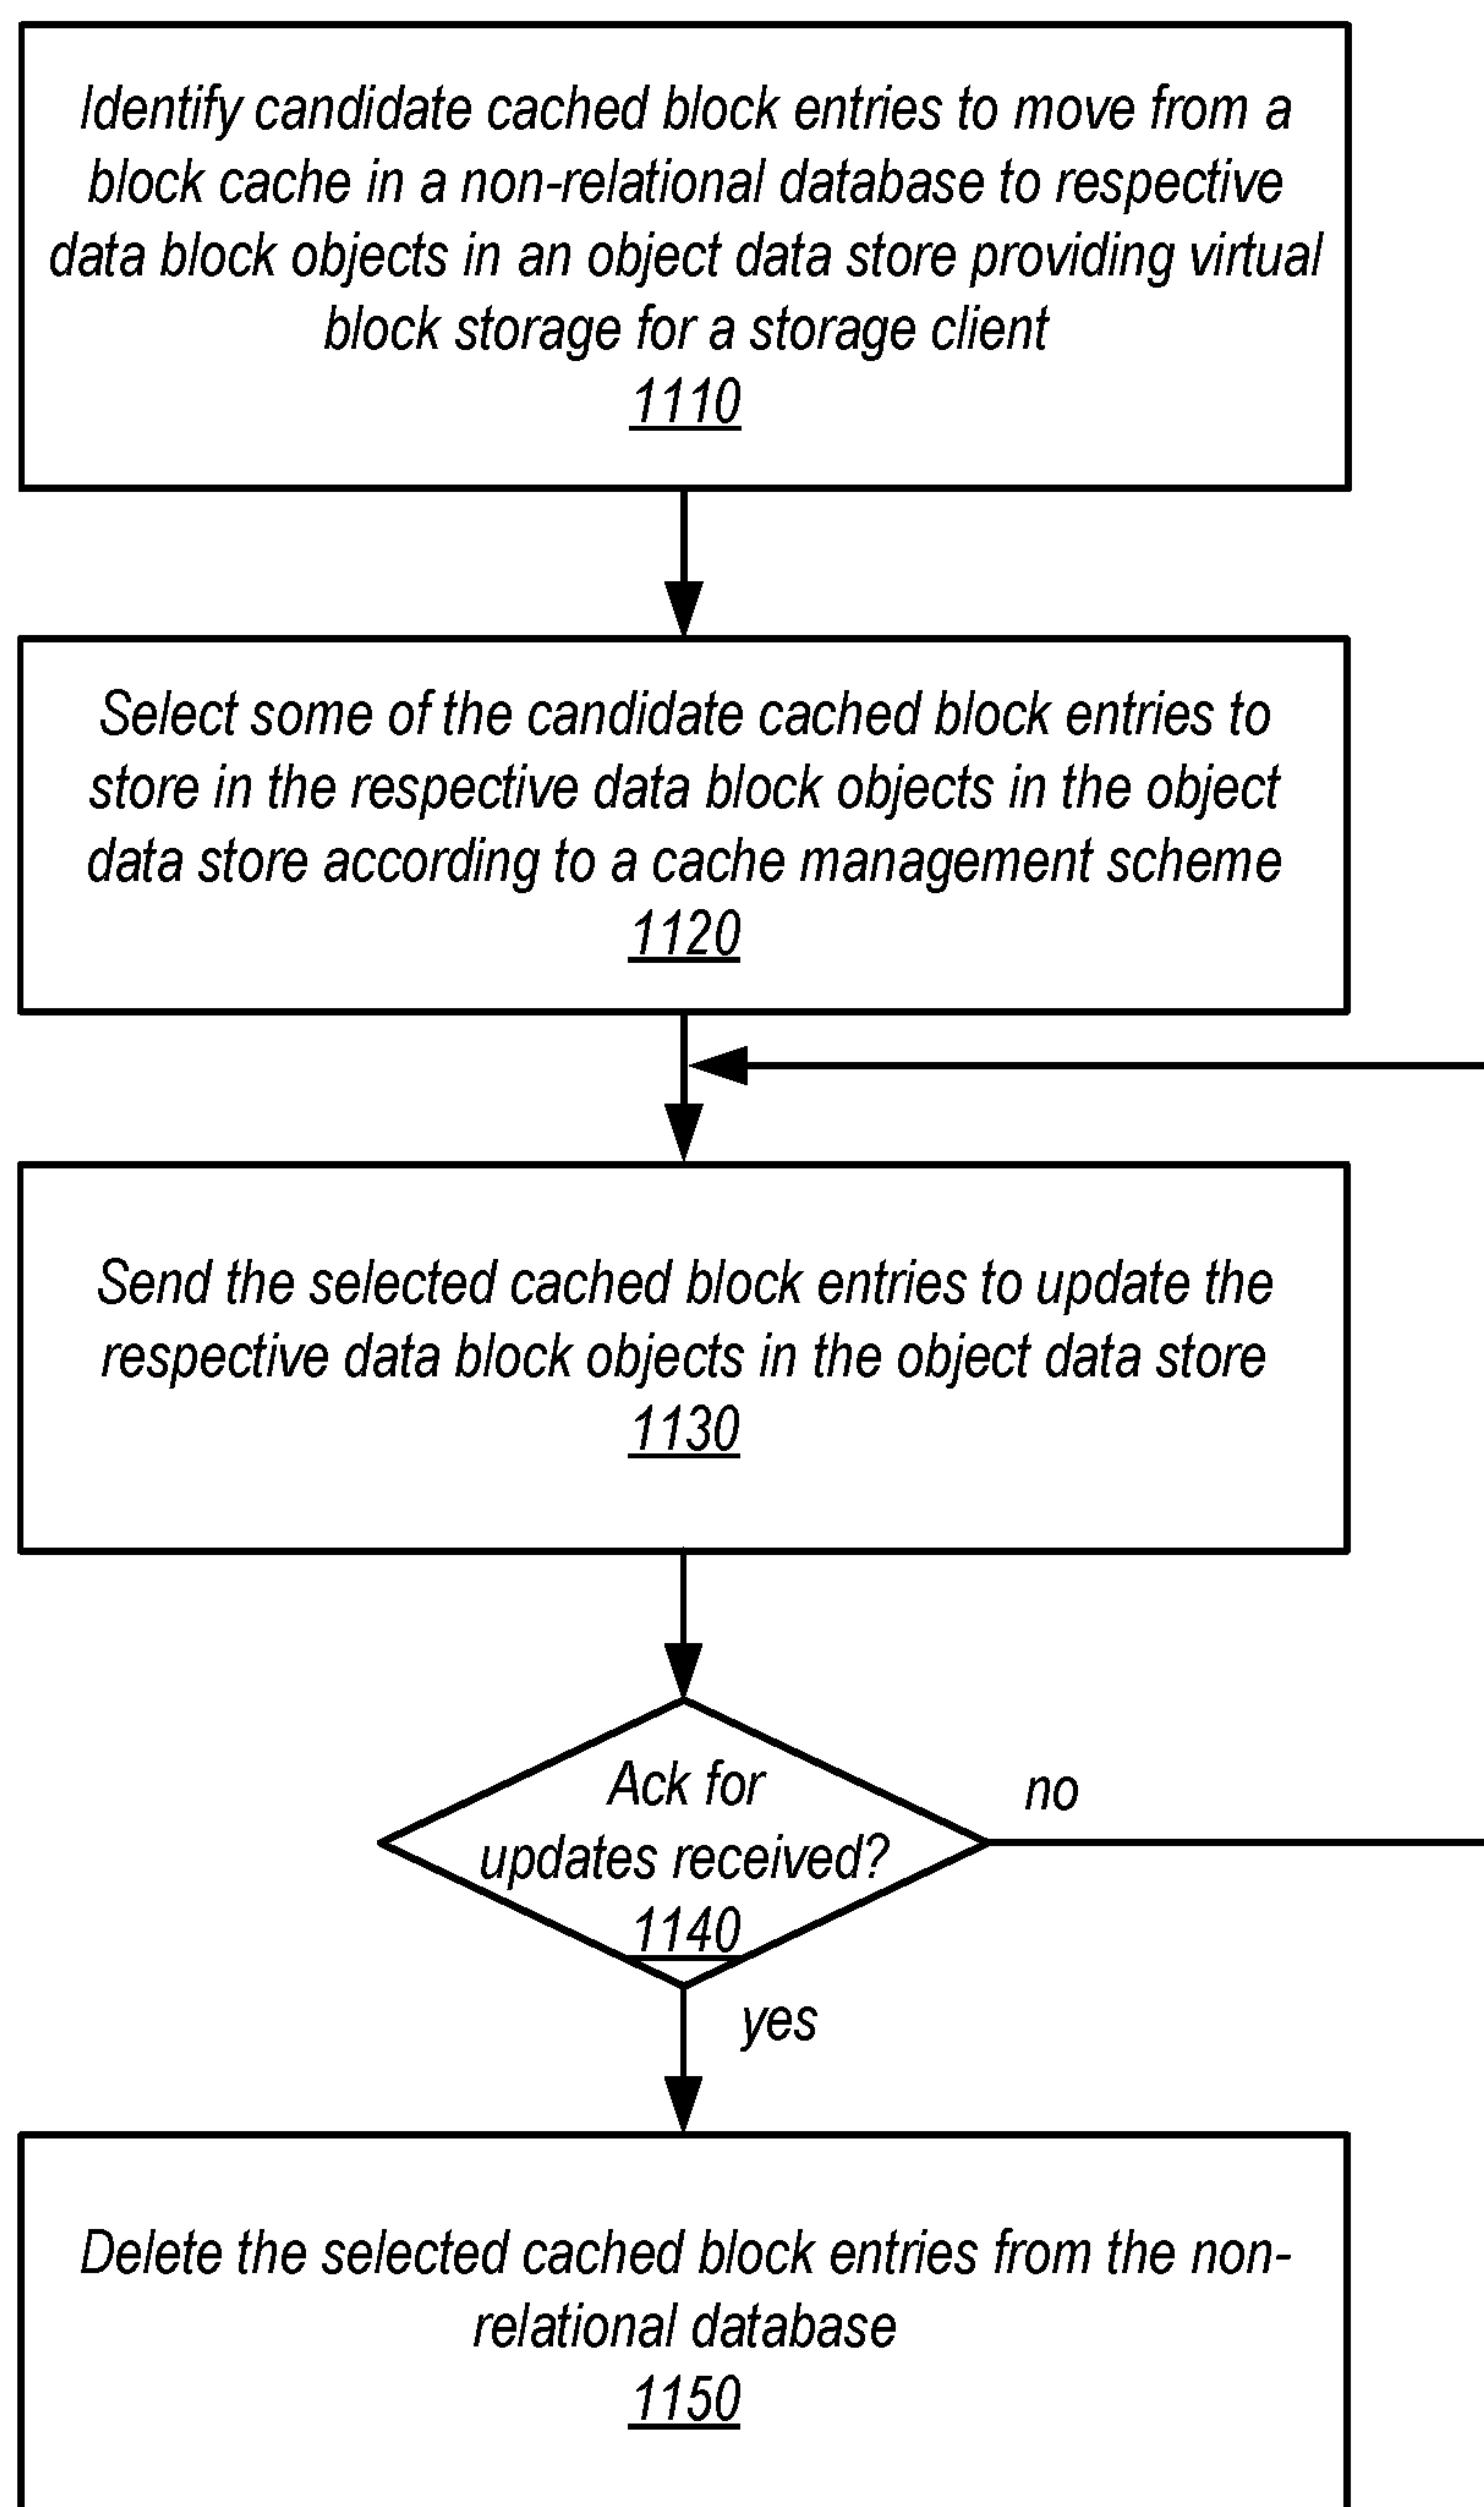 Identify candidate cached block entries to move from a
block cache in a non-relational database to respective
data block objects in an object data store providing virtual
block storage for a storage client
1110
Select some of the candidate cached block entries to
store in the respective data block objects in the object
data store according to a cache management scheme
1120
Send the selected cached block entries to update the
respective data block objects in the object data store
1130
Ack for
updates received?
1140
no
yes
Delete the selected cached block entries from the non-
relational database
1150